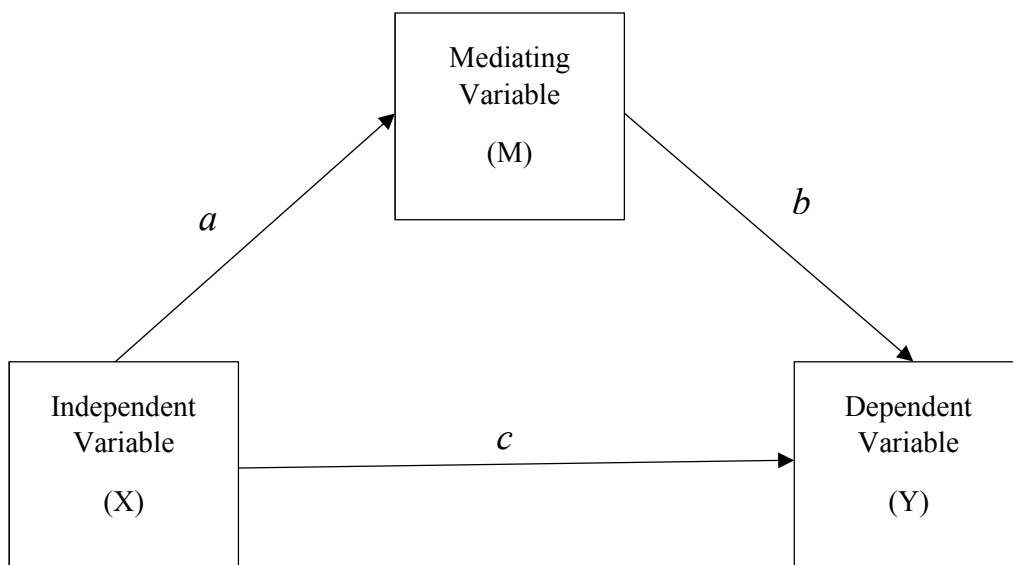 Mediating
Variable
(M)
a
b
Independent
Variable
(X)
c
Dependent
Variable
(Y)